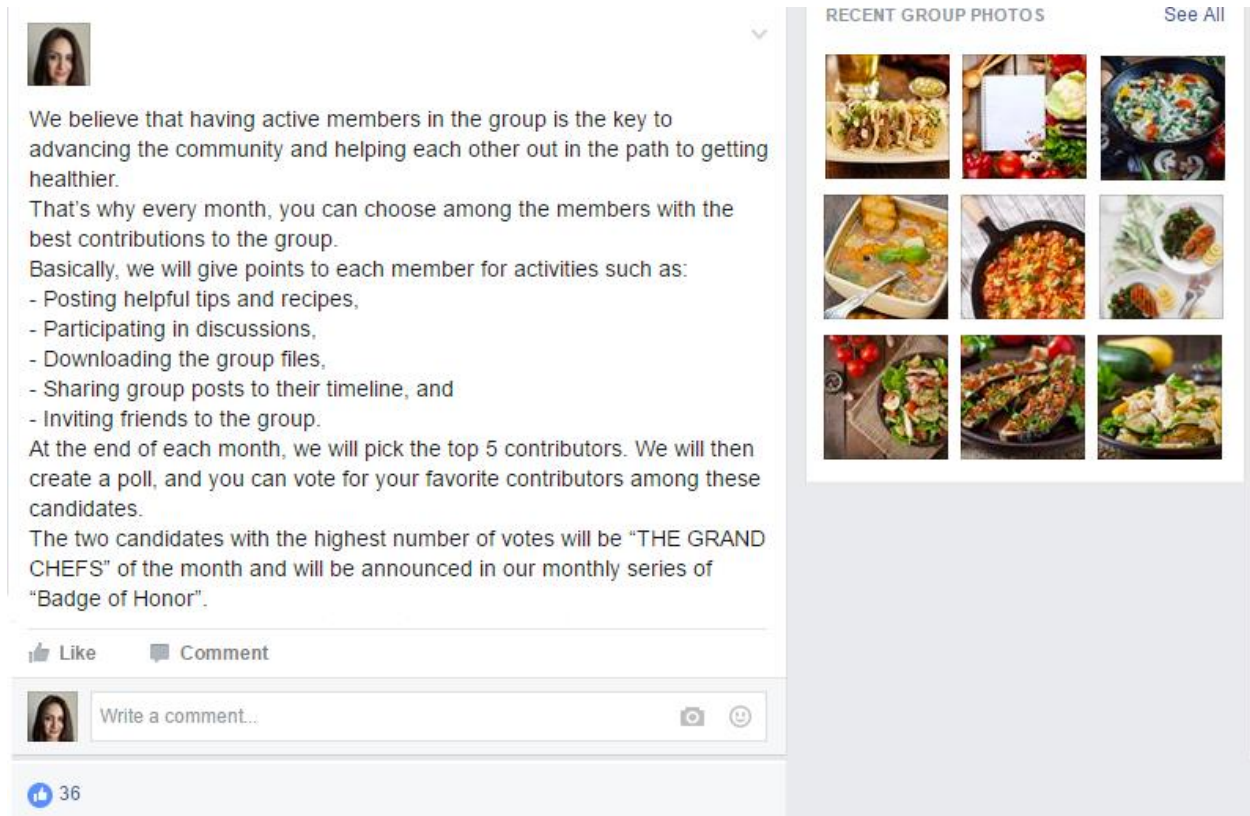 RECENT GROUP PHOTOS
See All
We believe that having active members in the group is the key to
advancing the community and helping each other out in the path to getting
healthier.
That’s why every month, you can choose among the members with the
best contributions to the group.
Basically, we will give points to each member for activities such as:
- Posting helpful tips and recipes,
- Participating in discussions,
- Downloading the group files,
- Sharing group posts to their timeline, and
- Inviting friends to the group.
At the end of each month, we will pick the top 5 contributors. We will then
create a poll, and you can vote for your favorite contributors among these
candidates.
The two candidates with the highest number of votes will be “THE GRAND
CHEFS” of the month and will be announced in our monthly series of
“Badge of Honor”.
Like
Comment
Write a comment...
36